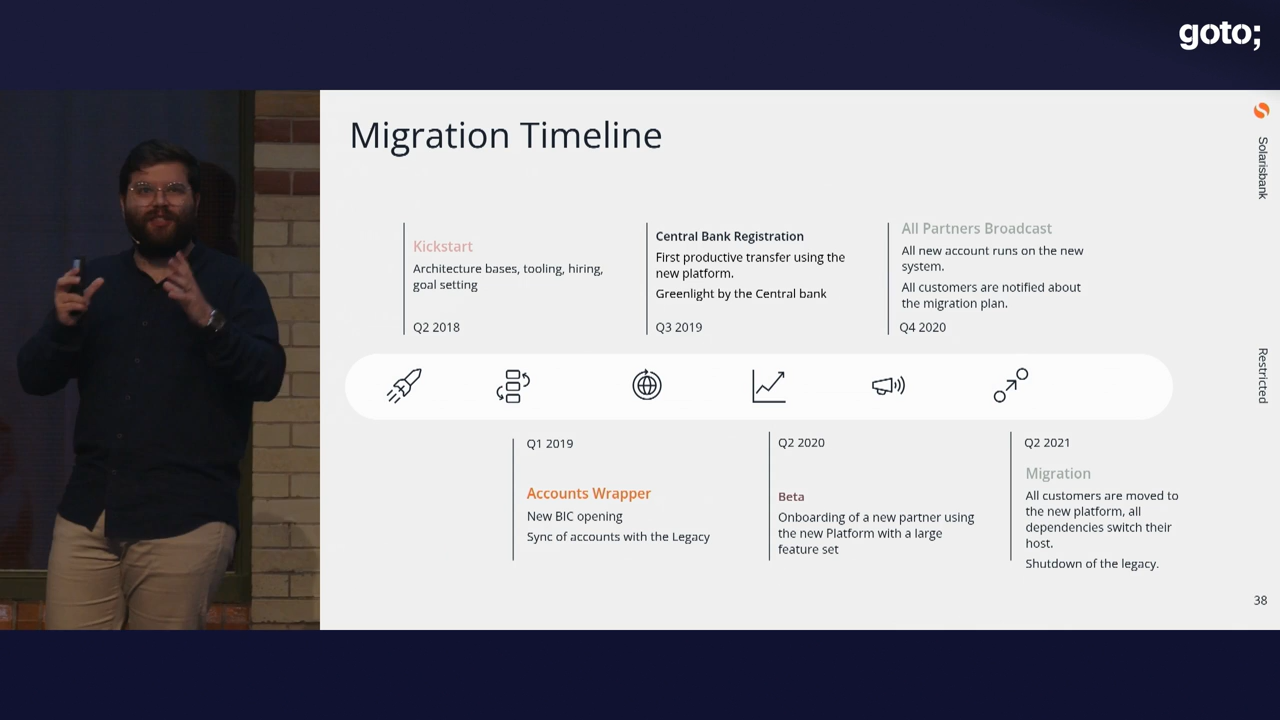 goto;
Migration Timeline
Solarisbank
Restricted
Kickstart
Architecture bases, tooling, hiring,
goal setting
Q2 2018
Central Bank Registration
First productive transfer using the
new platform.
Greenlight by the Central bank
Q3 2019
All Partners Broadcast
All new account runs on the new
system.
All customers are notified about
the migration plan.
Q4 2020
Q1 2019
Accounts Wrapper
New BIC opening
Sync of accounts with the Legacy
Q2 2020
Beta
Onboarding of a new partner using
the new Platform with a large
feature set
Q2 2021
Migration
All customers are moved to
the new platform, all
dependencies switch their
host.
Shutdown of the legacy.
38